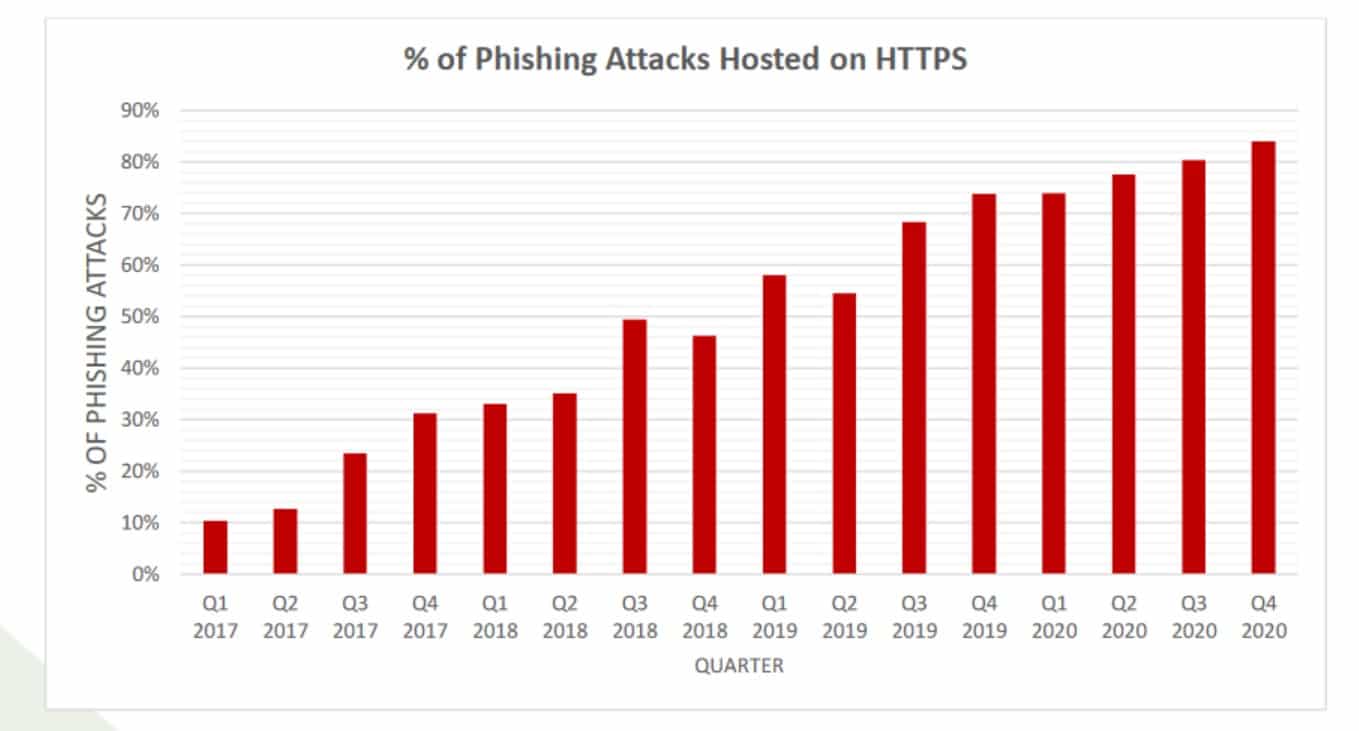 % of Phishing Attacks Hosted on HTTPS
90%
80%
70%
60%
50%
40%
30%
20%
10%
0%
% OF PHISHING ATTACKS
Q1 Q2 Q3 Q4 Q1 Q2 Q3 Q4 Q1 Q2 Q3 Q4 Q1 Q2 Q3 Q4
2017 2017 2017 2017 2018 2018 2018 2018 2019 2019 2019 2019 2020 2020 2020 2020
QUARTER